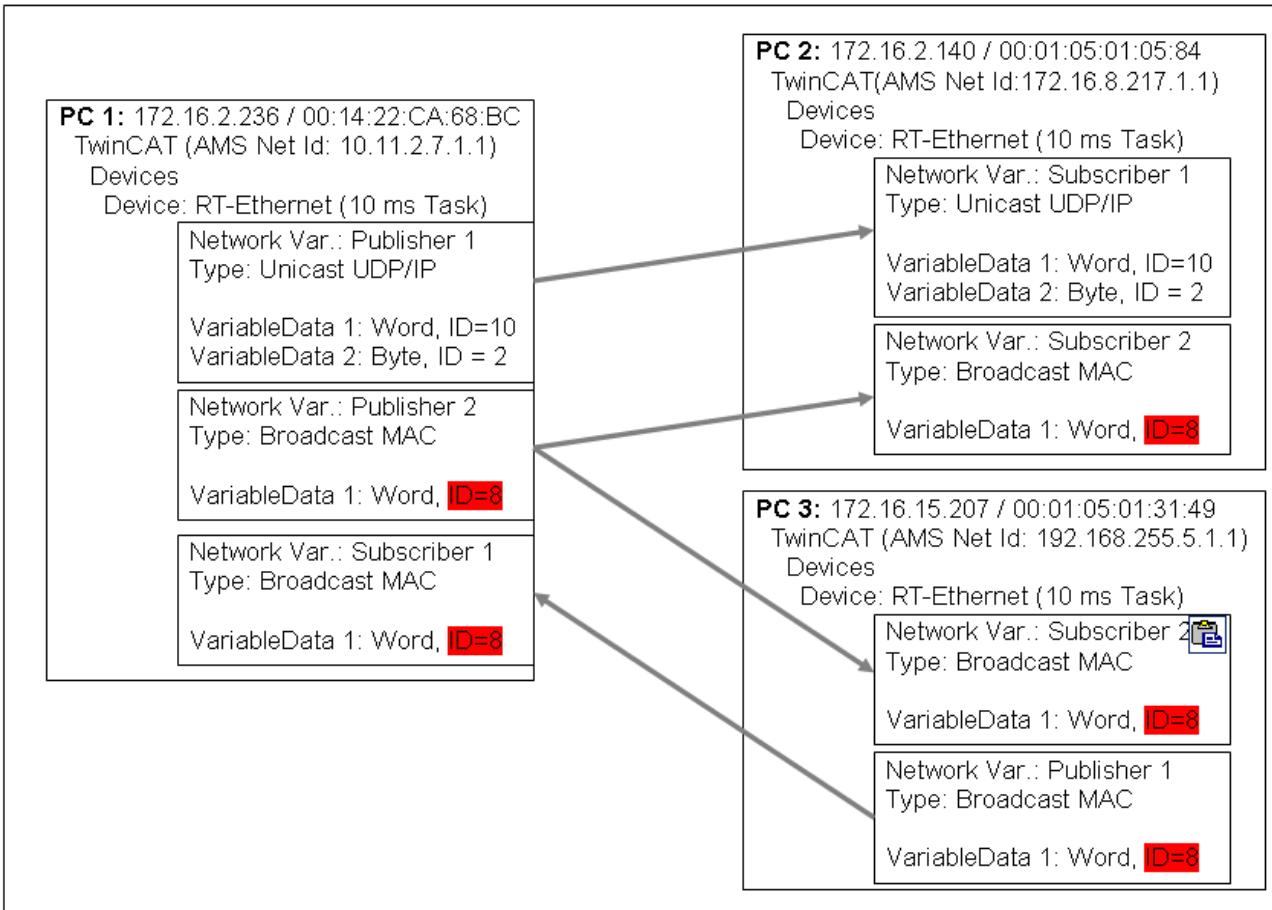 PC 1: 172.16.2.236 / 00:14:22:CA:68:BC
TwinCAT (AMS Net Id: 10.11.2.7.1.1)
Devices
Device: RT-Ethernet (10 ms Task)
Network Var.: Publisher 1
Type: Unicast UDP/IP
VariableData 1: Word, ID=10
VariableData 2: Byte, ID = 2
Network Var.: Publisher 2
Type: Broadcast MAC
VariableData 1: Word, ID=8
Network Var.: Subscriber 1
Type: Broadcast MAC
VariableData 1: Word, ID=8
PC 2: 172.16.2.140 / 00:01:05:01:05:84
TwinCAT(AMS Net Id:172.16.8.217.1.1)
Devices
Device: RT-Ethernet (10 ms Task)
Network Var.: Subscriber 1
Type: Unicast UDP/IP
VariableData 1: Word, ID=10
VariableData 2: Byte, ID = 2
Network Var.: Subscriber 2
Type: Broadcast MAC
VariableData 1: Word, ID=8
PC 3: 172.16.15.207 / 00:01:05:01:31:49
TwinCAT (AMS Net Id: 192.168.255.5.1.1)
Devices
Device: RT-Ethernet (10 ms Task)
Network Var.: Subscriber 2
Type: Broadcast MAC
VariableData 1: Word, ID=8
Network Var.: Publisher 1
Type: Broadcast MAC
VariableData 1: Word, ID=8